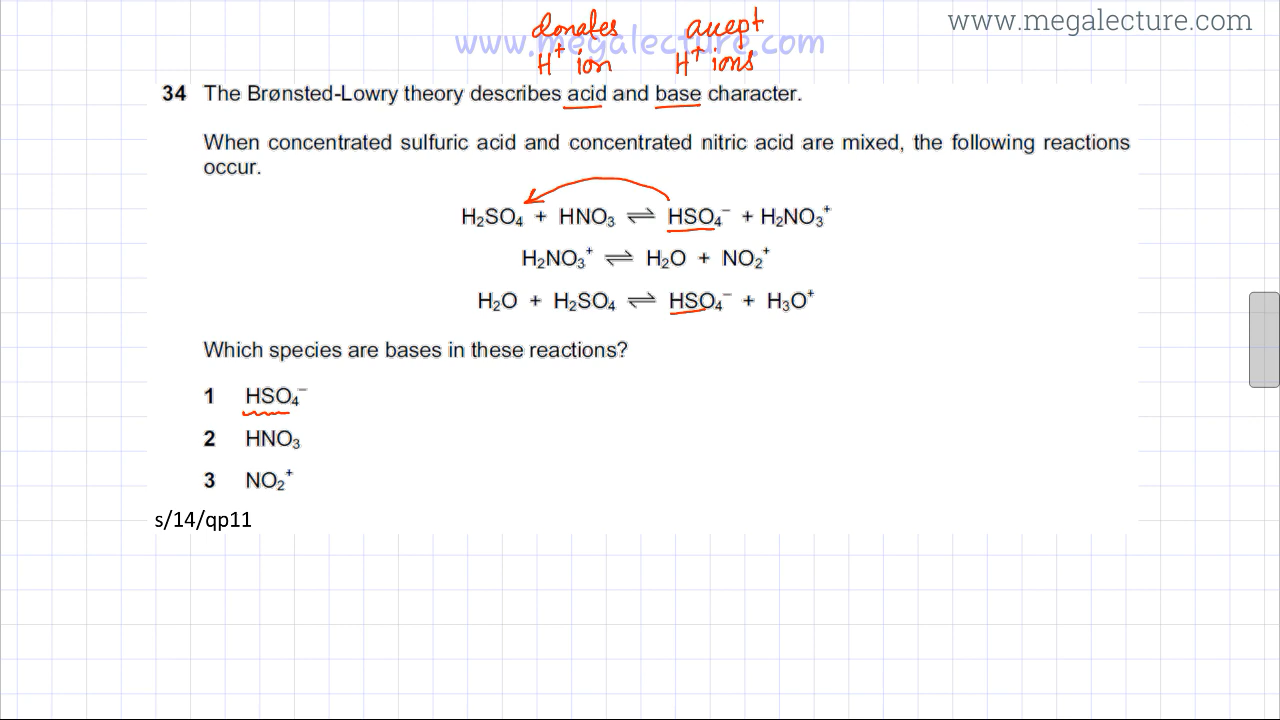 www.megalecture.com
donates accept
www.megalecture.com
H⁺ ion H⁺ ions
34 The Brønsted-Lowry theory describes acid and base character.
When concentrated sulfuric acid and concentrated nitric acid are mixed, the following reactions
occur.
H₂SO₄ + HNO₃ ⇌ HSO₄⁻ + H₂NO₃⁺
H₂NO₃⁺ ⇌ H₂O + NO₂⁺
H₂O + H₂SO₄ ⇌ HSO₄⁻ + H₃O⁺
Which species are bases in these reactions?
1 HSO₄⁻
2 HNO₃
3 NO₂⁺
s/14/qp11